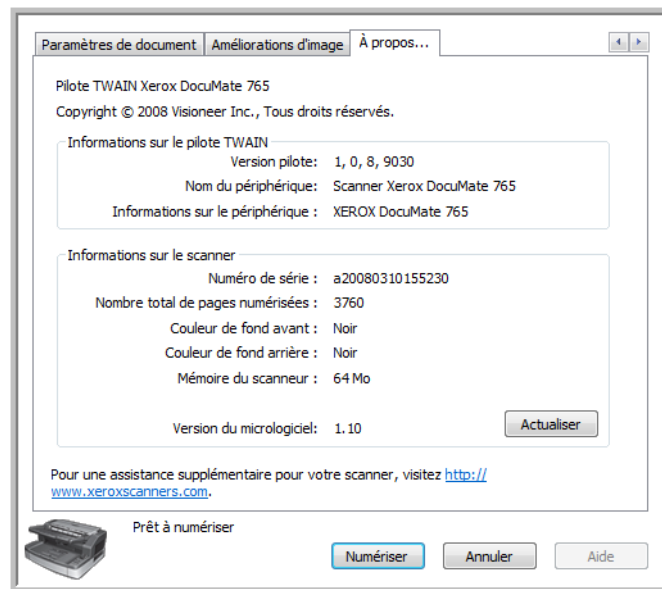 Paramètres de document Améliorations d'image À propos...
Pilote TWAIN Xerox DocuMate 765
Copyright © 2008 Visioneer Inc., Tous droits réservés.
Informations sur le pilote TWAIN
Version pilote: 1, 0, 8, 9030
Nom du périphérique: Scanner Xerox DocuMate 765
Informations sur le périphérique : XEROX DocuMate 765
Informations sur le scanner
Numéro de série : a20080310155230
Nombre total de pages numérisées : 3760
Couleur de fond avant : Noir
Couleur de fond arrière : Noir
Mémoire du scanneur : 64 Mo
Version du micrologiciel: 1.10 Actualiser
Pour une assistance supplémentaire pour votre scanner, visitez http://
www.xeroxscanners.com.
Prêt à numériser
Numériser Annuler Aide